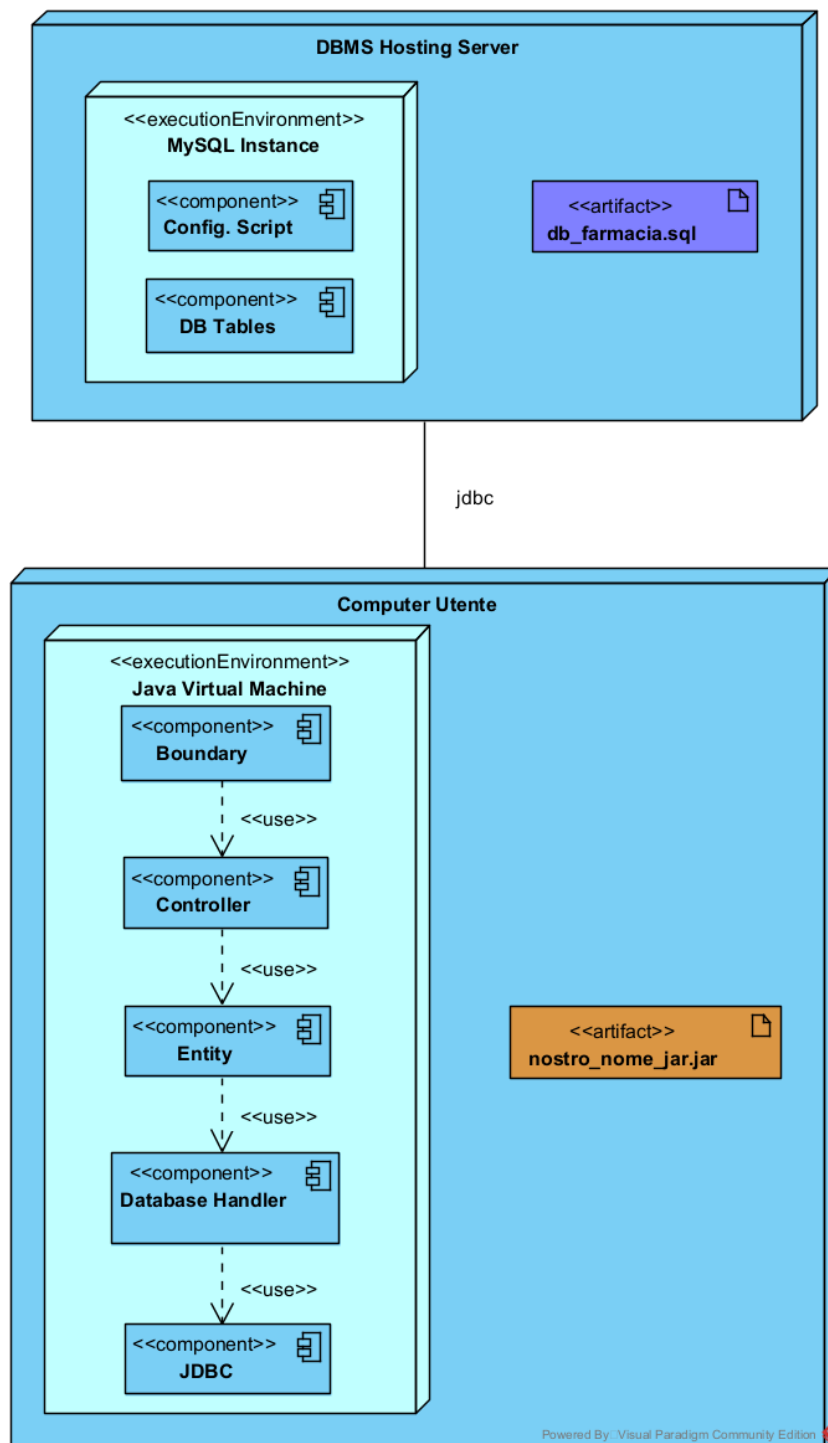 DBMS Hosting Server
<<executionEnvironment>>
MySQL Instance
<<component>>
Config. Script
<<component>>
DB Tables
<<artifact>>
db_farmacia.sql
jdbc
Computer Utente
<<executionEnvironment>>
Java Virtual Machine
<<component>>
Boundary
<<use>>
<<component>>
Controller
<<use>>
<<component>>
Entity
<<use>>
<<component>>
Database Handler
<<use>>
<<component>>
JDBC
<<artifact>>
nostro_nome_jar.jar
Powered By: Visual Paradigm Community Edition